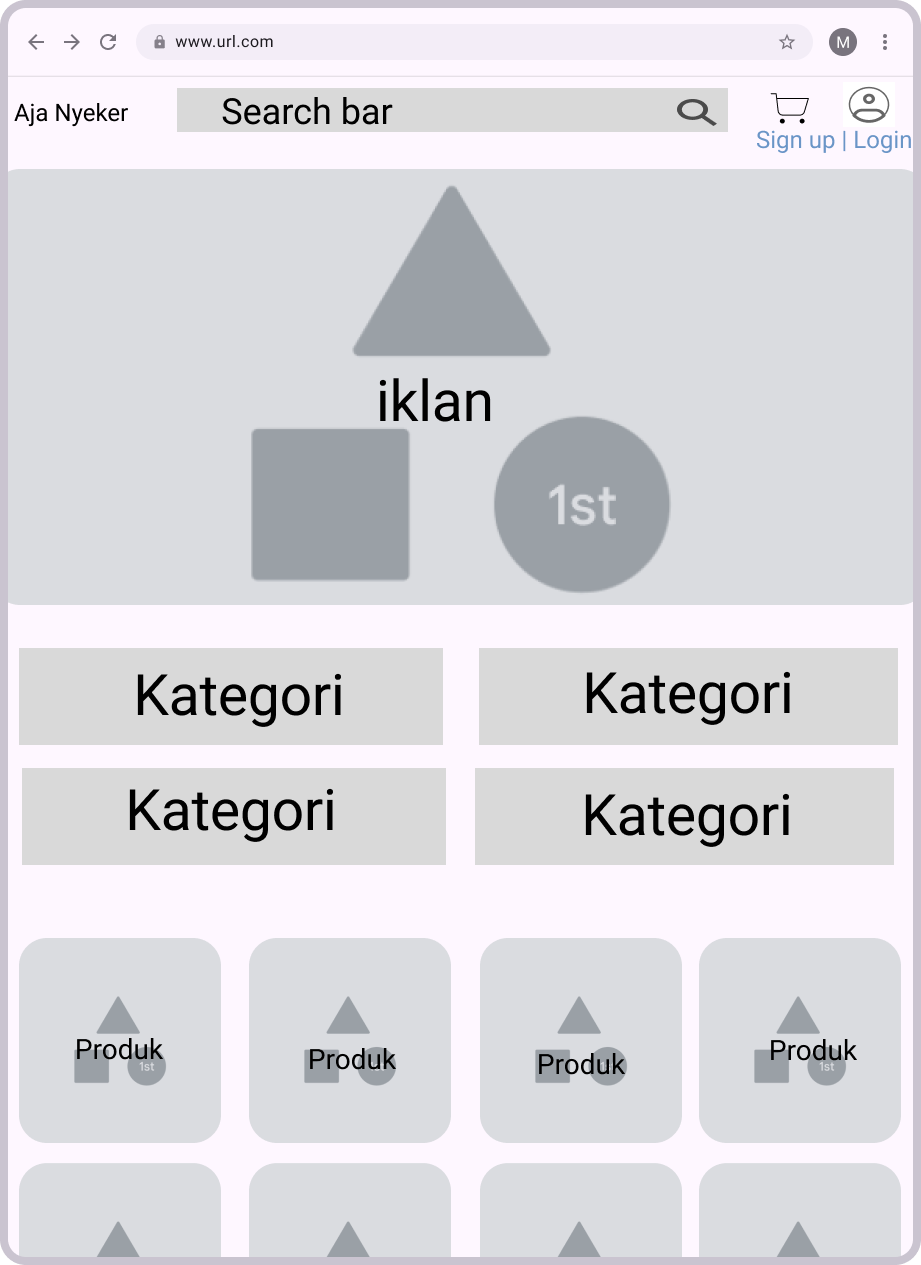 www.url.com
M
Aja Nyeker
Search bar
Sign up | Login
iklan
1st
Kategori
Kategori
Kategori
Kategori
Produk
1st
Produk
Produk
Produk
1st